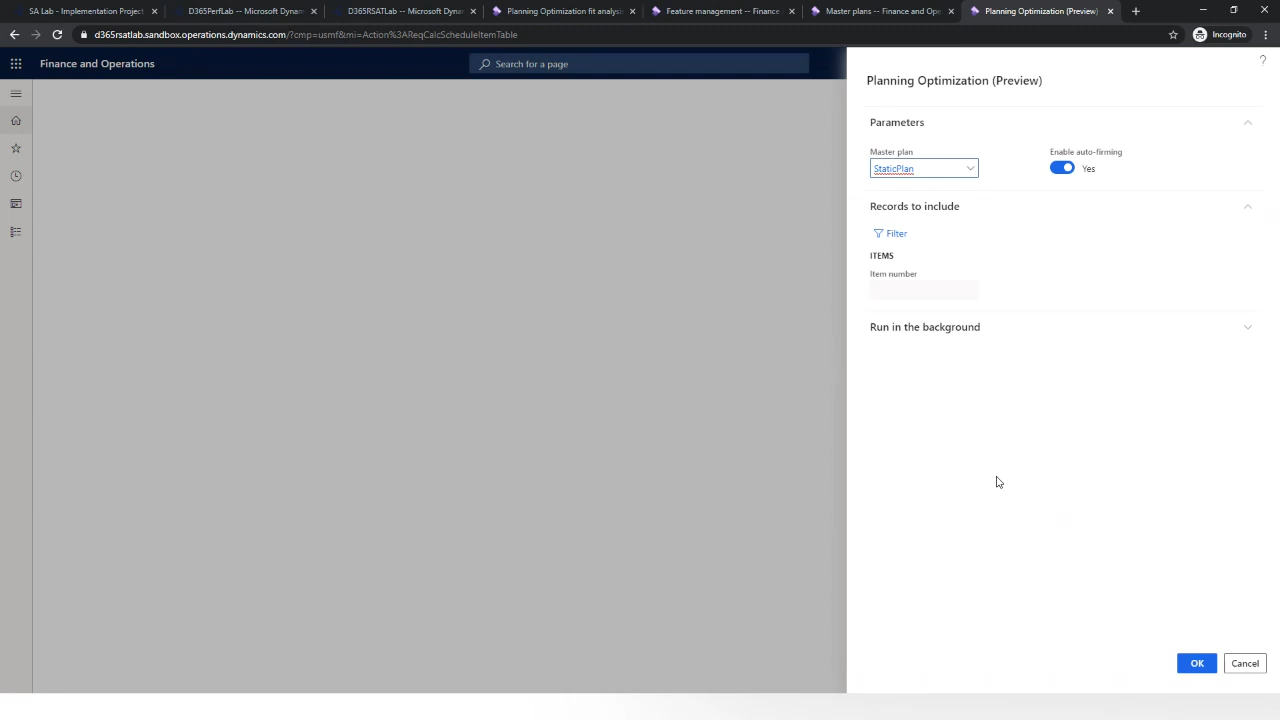 SA Lab - Implementation Project
D365PerfLab -- Microsoft Dynam
D365RSATLab -- Microsoft Dynam
Planning Optimization fit analysis
Feature management -- Finance
Master plans -- Finance and Ope
Planning Optimization (Preview)
d365rsatlab.sandbox.operations.dynamics.com/?cmp=usmf&mi=Action%3AReqCalcScheduleItemTable
Incognito
Finance and Operations
Search for a page
?
Planning Optimization (Preview)
Parameters
Master plan
Enable auto-firming
StaticPlan
Yes
Records to include
Filter
ITEMS
Item number
Run in the background
OK
Cancel